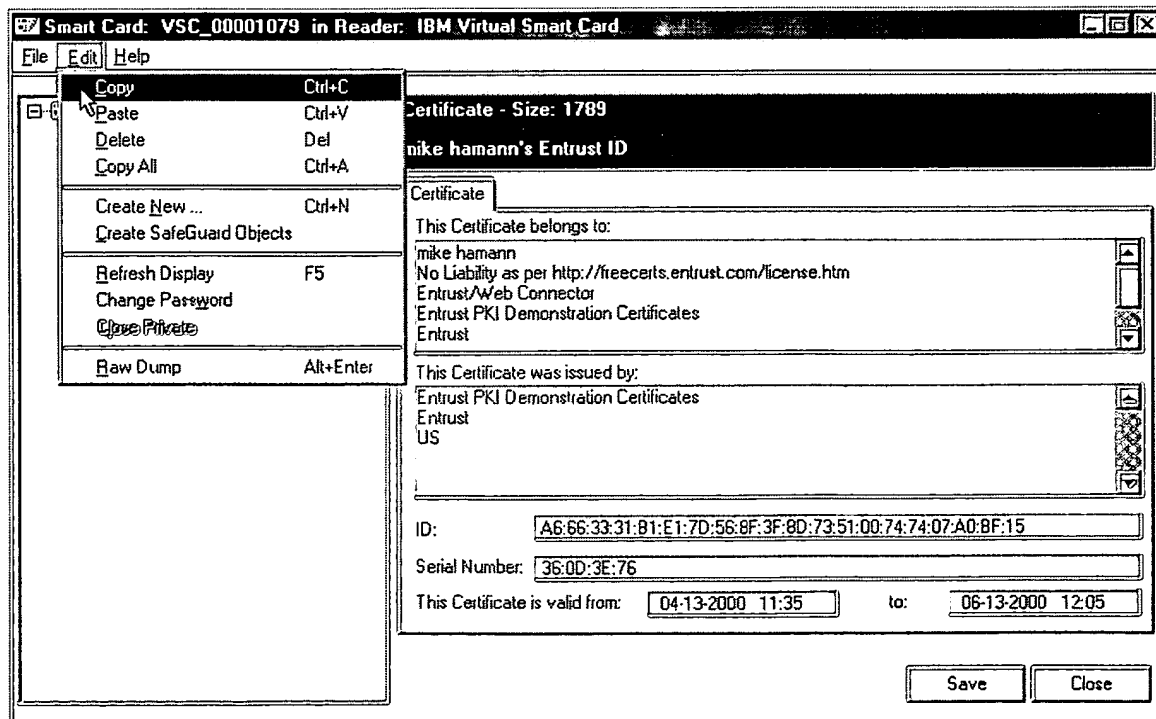 Smart Card: VSC_00001079 in Reader: IBM Virtual Smart Card
File Edit Help
Copy Ctrl+C
Paste Ctrl+V
Delete Del
Copy All Ctrl+A
Create New ... Ctrl+N
Create SafeGuard Objects
Refresh Display F5
Change Password
Close Private
Raw Dump Alt+Enter
Certificate - Size: 1789
mike hamann's Entrust ID
Certificate
This Certificate belongs to:
mike hamann
No Liability as per http://freecerts.entrust.com/license.htm
Entrust/Web Connector
Entrust PKI Demonstration Certificates
Entrust
This Certificate was issued by:
Entrust PKI Demonstration Certificates
Entrust
US
ID: A6:66:33:31:B1:E1:7D:56:8F:3F:8D:73:51:00:74:74:07:A0:BF:15
Serial Number: 36:0D:3E:76
This Certificate is valid from: 04-13-2000 11:35 to: 06-13-2000 12:05
Save Close